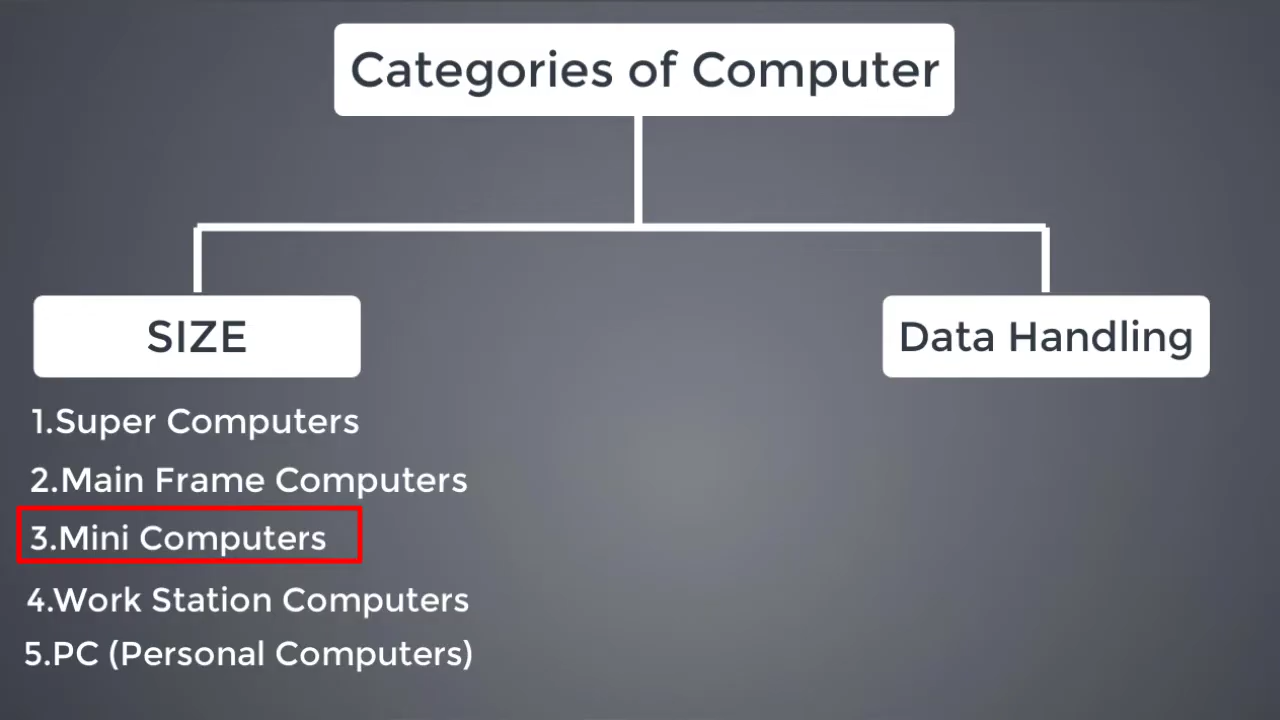 Categories of Computer
SIZE
Data Handling
1.Super Computers
2.Main Frame Computers
3.Mini Computers
4.Work Station Computers
5.PC (Personal Computers)